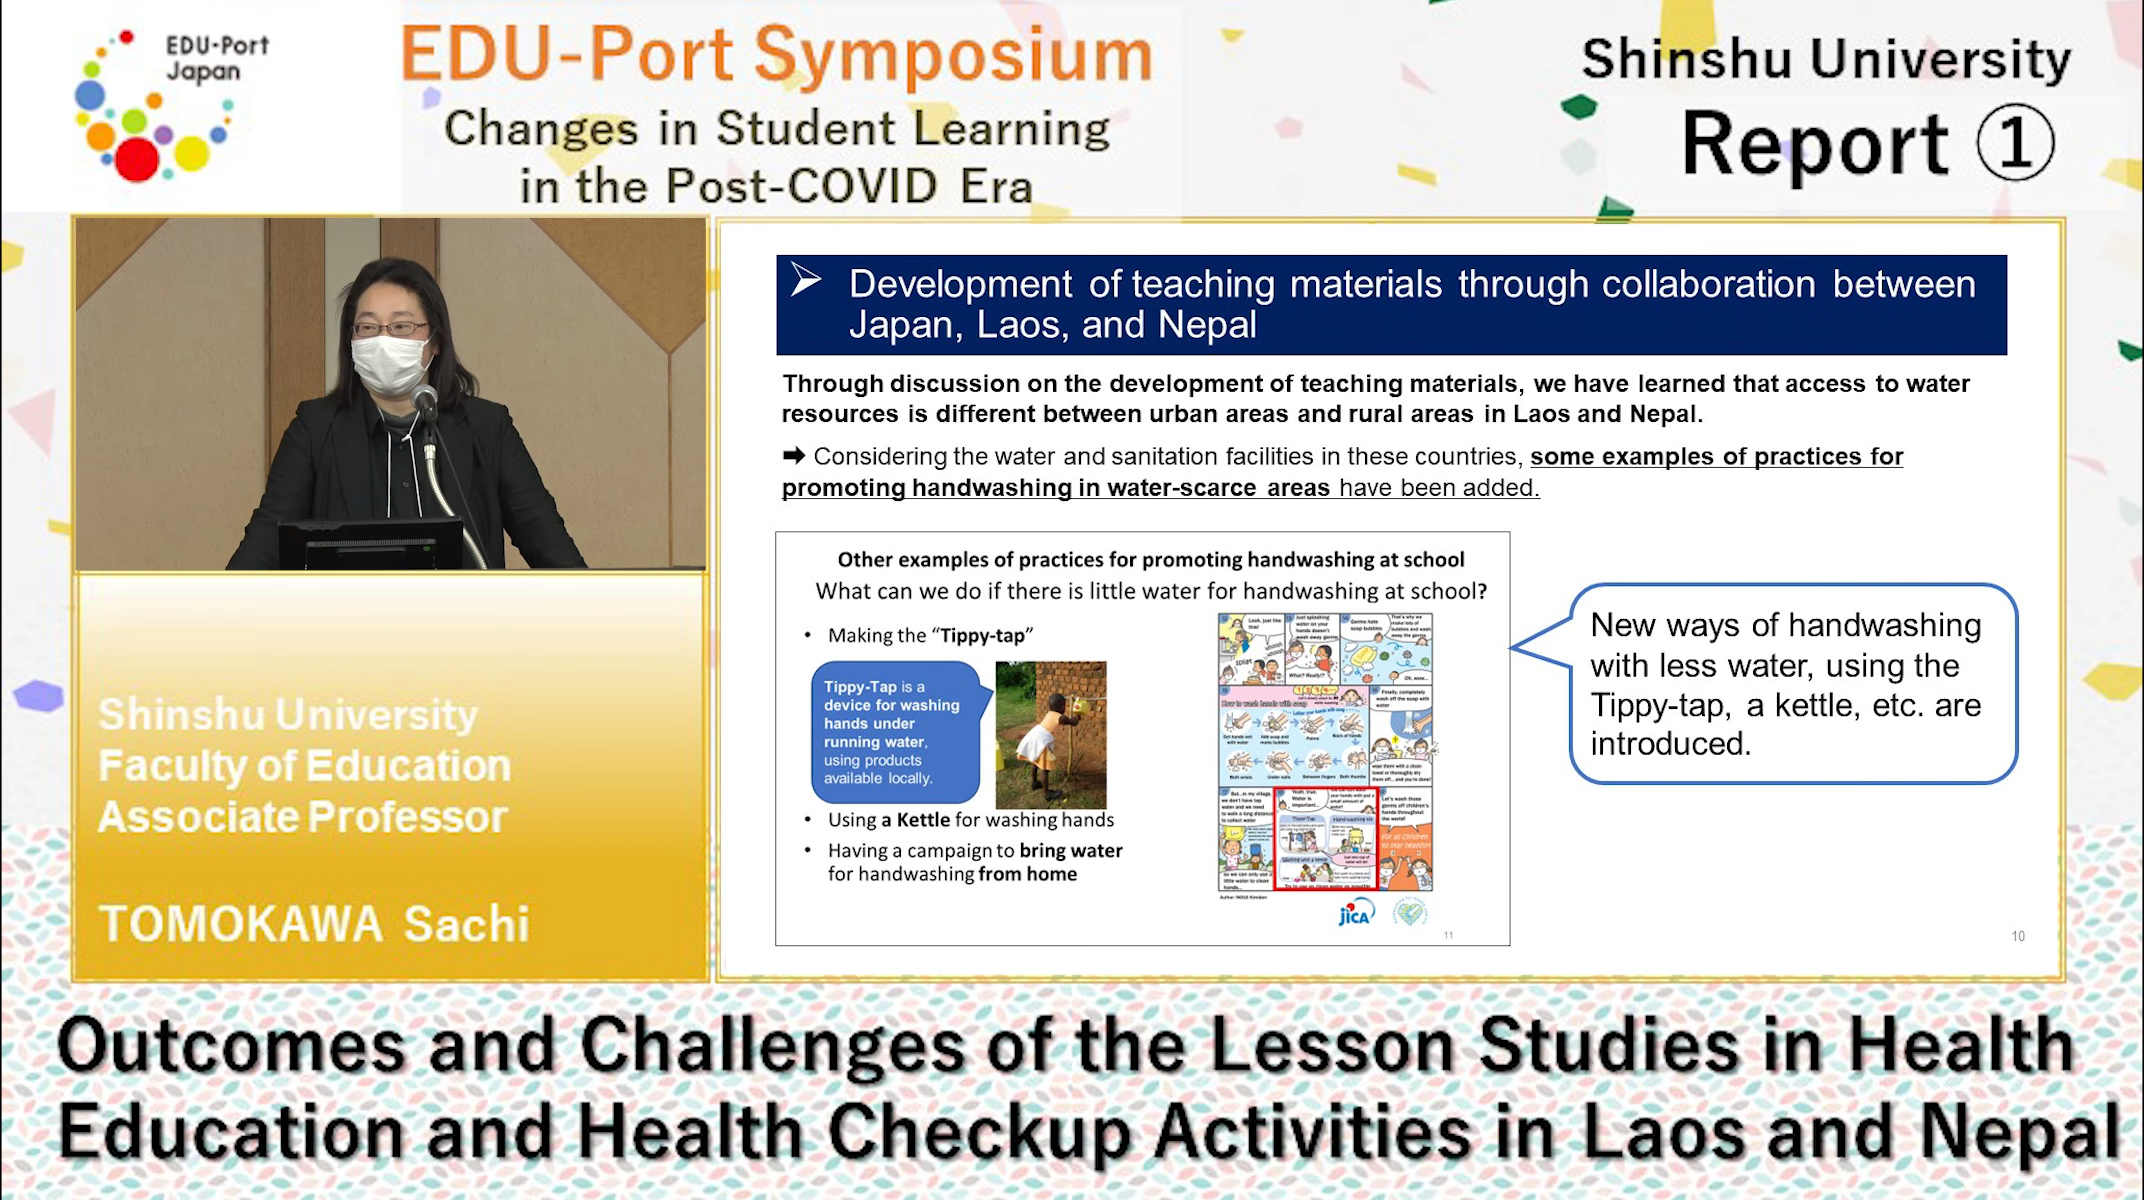 EDU-Port
Japan
EDU-Port Symposium
Changes in Student Learning
in the Post-COVID Era
Shinshu University
Report ①
Shinshu University
Faculty of Education
Associate Professor
TOMOKAWA Sachi
➢ Development of teaching materials through collaboration between
Japan, Laos, and Nepal
Through discussion on the development of teaching materials, we have learned that access to water
resources is different between urban areas and rural areas in Laos and Nepal.
➡ Considering the water and sanitation facilities in these countries, some examples of practices for
promoting handwashing in water-scarce areas have been added.
Other examples of practices for promoting handwashing at school
What can we do if there is little water for handwashing at school?
• Making the “Tippy-tap”
Tippy-Tap is a
device for washing
hands under
running water,
using products
available locally.
• Using a Kettle for washing hands
• Having a campaign to bring water
for handwashing from home
How to wash hands with soap
jICA
11
New ways of handwashing
with less water, using the
Tippy-tap, a kettle, etc. are
introduced.
10
Outcomes and Challenges of the Lesson Studies in Health
Education and Health Checkup Activities in Laos and Nepal